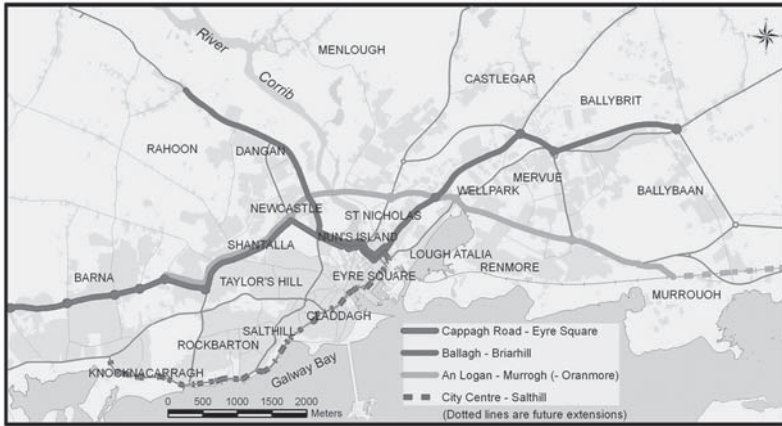 River
Corrib
MENLOUGH
CASTLEGAR
BALLYBRIT
RAHOON
DANGAN
MERVUE
BALLYBAAN
WELLPARK
NEWCASTLE
ST NICHOLAS
NUN'S ISLAND
SHANTALLA
LOUGH ATALIA
BARNA
TAYLOR'S HILL
EYRE SQUARE
RENMORE
MURROUOH
CLADDAGH
SALTHILL
ROCKBARTON
KNOCKNACARRAGH
Galway Bay
Cappagh Road - Eyre Square
Ballagh - Briarhill
An Logan - Murrogh (- Oranmore)
City Centre - Salthill
(Dotted lines are future extensions)
0 500 1000 1500 2000
Meters